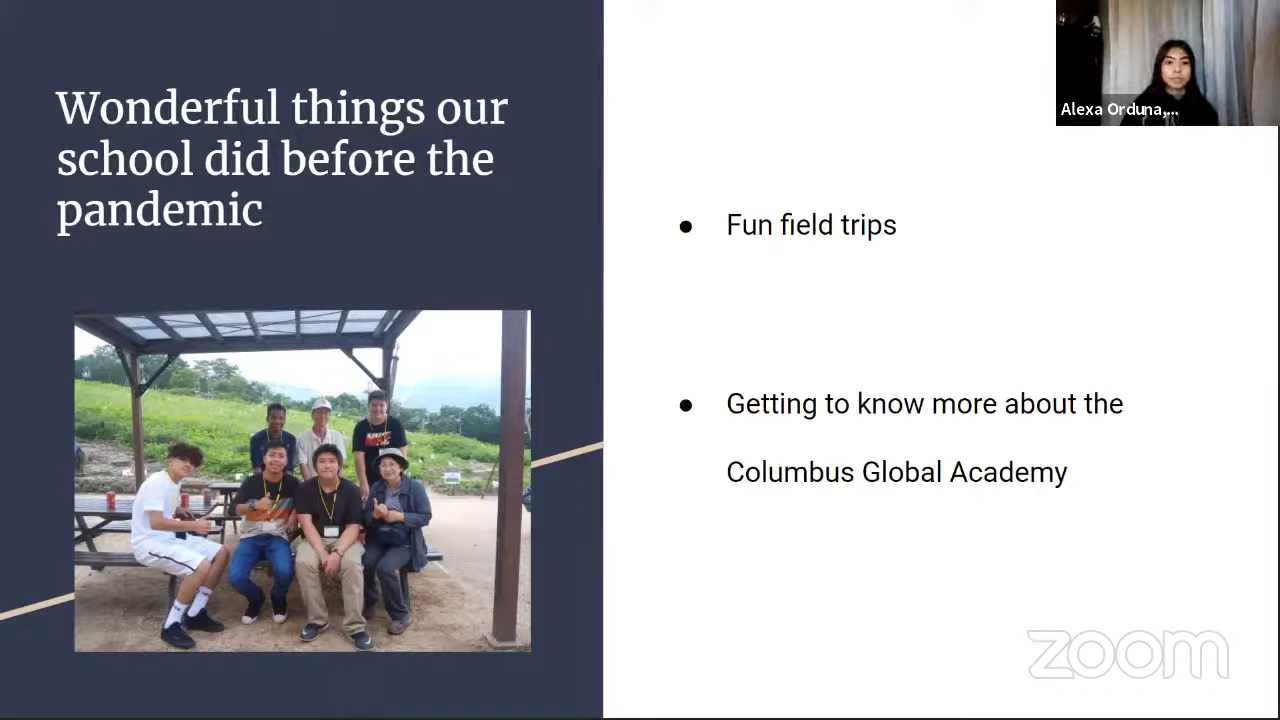 Wonderful things our
school did before the
pandemic
Alexa Orduna,...
● Fun field trips
● Getting to know more about the
Columbus Global Academy
zoom